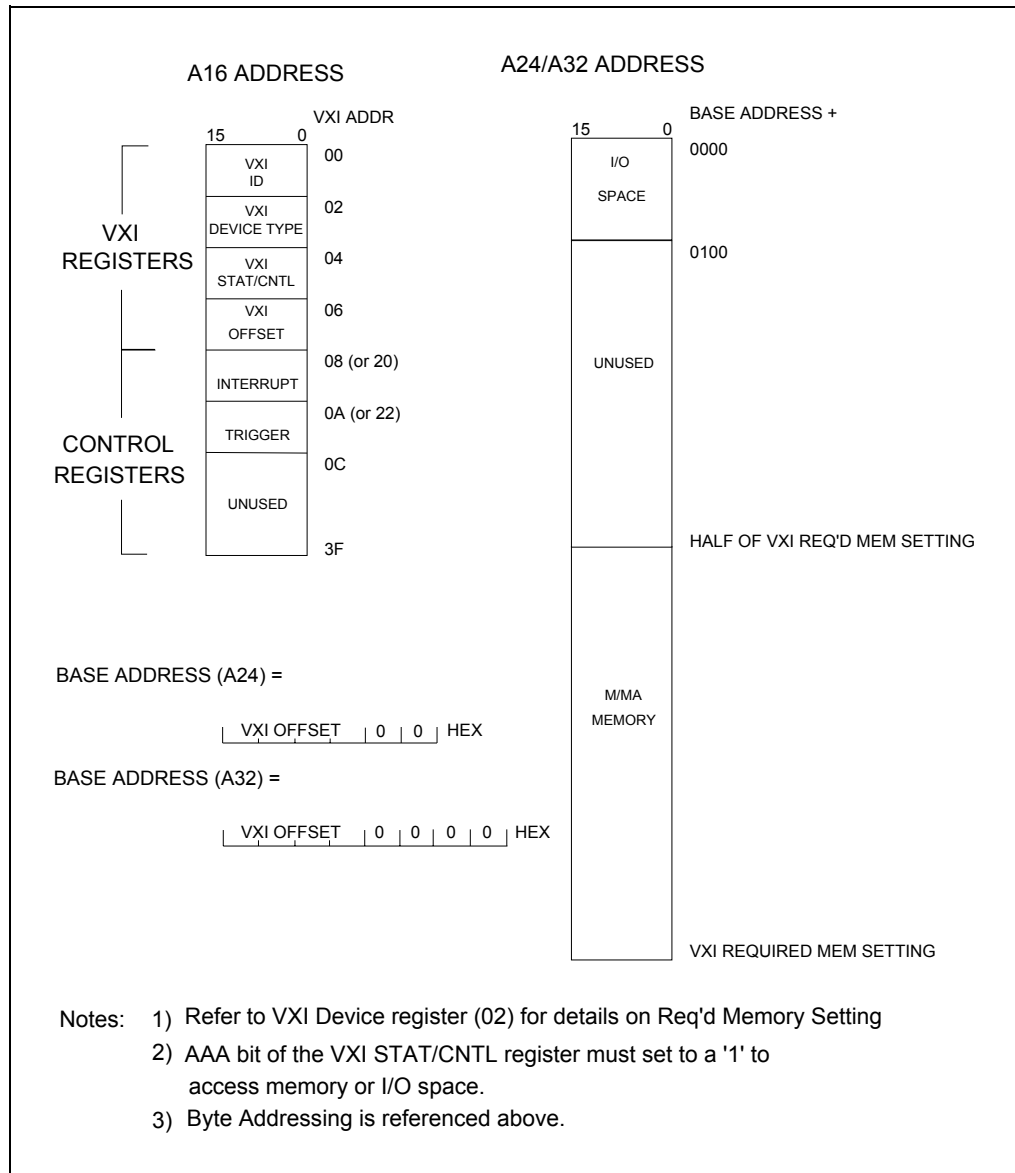 A16 ADDRESS
VXI ADDR
15 0
VXI
ID
00
VXI
DEVICE TYPE
02
VXI
STAT/CNTL
04
VXI
OFFSET
06
INTERRUPT
08 (or 20)
TRIGGER
0A (or 22)
UNUSED
0C
3F
VXI
REGISTERS
CONTROL
REGISTERS
A24/A32 ADDRESS
BASE ADDRESS +
15 0
I/O
SPACE
0000
0100
UNUSED
HALF OF VXI REQ'D MEM SETTING
M/MA
MEMORY
VXI REQUIRED MEM SETTING
BASE ADDRESS (A24) =
VXI OFFSET 0 0 HEX
BASE ADDRESS (A32) =
VXI OFFSET 0 0 0 0 HEX
Notes: 1) Refer to VXI Device register (02) for details on Req'd Memory Setting
2) AAA bit of the VXI STAT/CNTL register must set to a '1' to
access memory or I/O space.
3) Byte Addressing is referenced above.